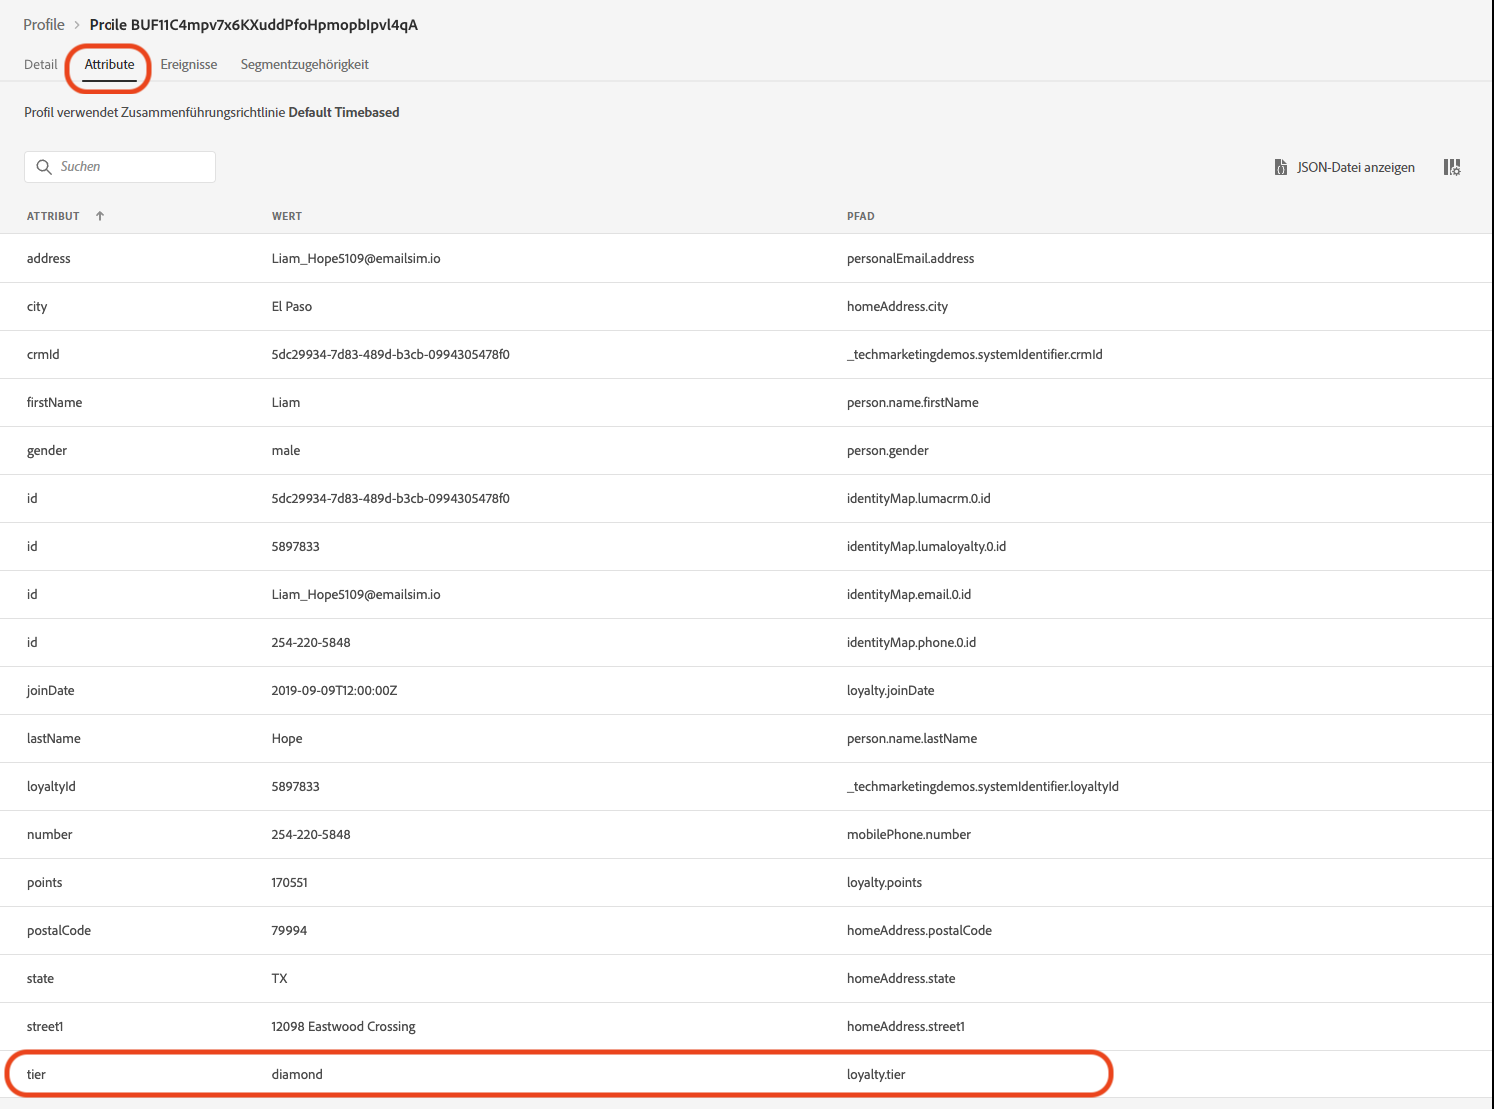 Profile > Profile BUF11C4mpv7x6KXuddPfoHpmopbIpvl4qA
Detail Attribute Ereignisse Segmentzugehörigkeit
Profil verwendet Zusammenführungsrichtlinie Default Timebased
Suchen JSON-Datei anzeigen
ATTRIBUT ↑ WERT PFAD
address Liam_Hope5109@emailsim.io personalEmail.address
city El Paso homeAddress.city
crmId 5dc29934-7d83-489d-b3cb-0994305478f0 _techmarketingdemos.systemIdentifier.crmId
firstName Liam person.name.firstName
gender male person.gender
id 5dc29934-7d83-489d-b3cb-0994305478f0 identityMap.lumacrm.0.id
id 5897833 identityMap.lumaloyalty.0.id
id Liam_Hope5109@emailsim.io identityMap.email.0.id
id 254-220-5848 identityMap.phone.0.id
joinDate 2019-09-09T12:00:00Z loyalty.joinDate
lastName Hope person.name.lastName
loyaltyId 5897833 _techmarketingdemos.systemIdentifier.loyaltyId
number 254-220-5848 mobilePhone.number
points 170551 loyalty.points
postalCode 79994 homeAddress.postalCode
state TX homeAddress.state
street1 12098 Eastwood Crossing homeAddress.street1
tier diamond loyalty.tier